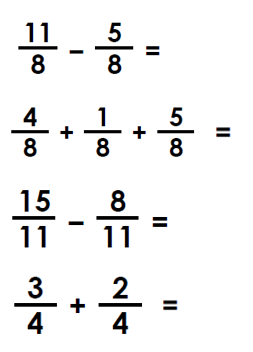 11/8 – 5/8 =
4/8 + 1/8 + 5/8 =
15/11 – 8/11 =
3/4 + 2/4 =